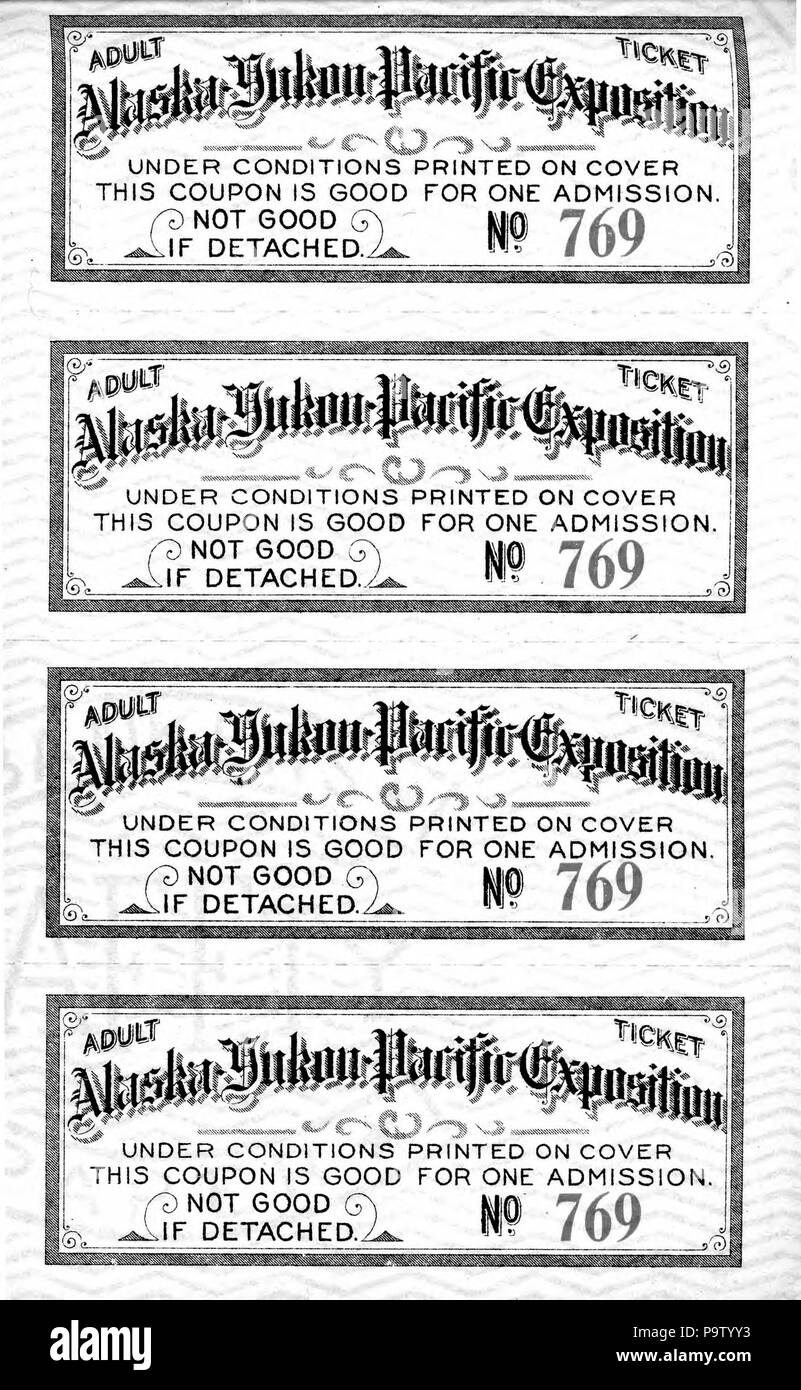 ADULT TICKET
Alaska-Yukon-Pacific Exposition
UNDER CONDITIONS PRINTED ON COVER
THIS COUPON IS GOOD FOR ONE ADMISSION.
NOT GOOD
IF DETACHED. No. 769
ADULT TICKET
Alaska-Yukon-Pacific Exposition
UNDER CONDITIONS PRINTED ON COVER
THIS COUPON IS GOOD FOR ONE ADMISSION.
NOT GOOD
IF DETACHED. No. 769
ADULT TICKET
Alaska-Yukon-Pacific Exposition
UNDER CONDITIONS PRINTED ON COVER
THIS COUPON IS GOOD FOR ONE ADMISSION.
NOT GOOD
IF DETACHED. No. 769
ADULT TICKET
Alaska-Yukon-Pacific Exposition
UNDER CONDITIONS PRINTED ON COVER
THIS COUPON IS GOOD FOR ONE ADMISSION.
NOT GOOD
IF DETACHED. No. 769
alamy
Image ID: P9TYY3
www.alamy.com